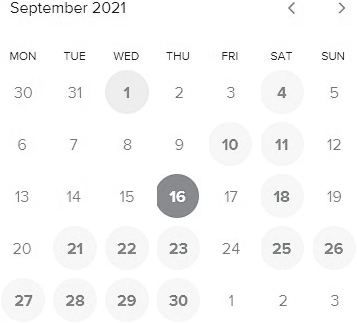 September 2021 < >
MON TUE WED THU FRI SAT SUN
30 31 1 2 3 4 5
6 7 8 9 10 11 12
13 14 15 16 17 18 19
20 21 22 23 24 25 26
27 28 29 30 1 2 3